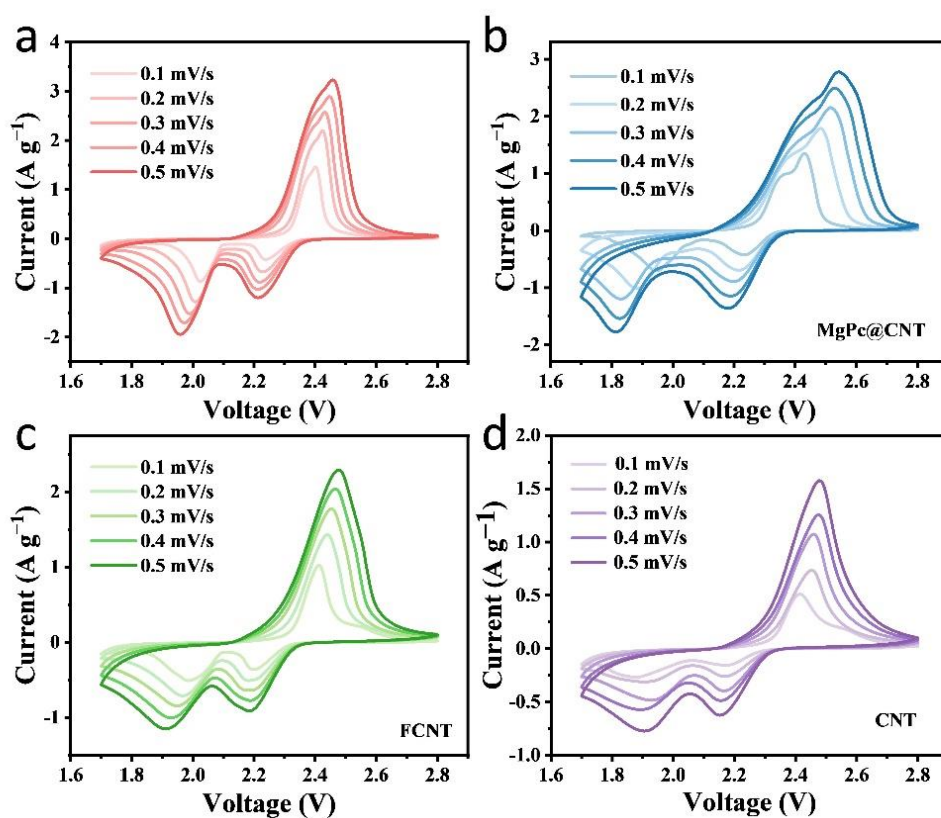 a
4
3
2
1
0
-1
-2
Current (A g⁻¹)
0.1 mV/s
0.2 mV/s
0.3 mV/s
0.4 mV/s
0.5 mV/s
1.6 1.8 2.0 2.2 2.4 2.6 2.8
Voltage (V)
b
3
2
1
0
-1
-2
Current (A g⁻¹)
0.1 mV/s
0.2 mV/s
0.3 mV/s
0.4 mV/s
0.5 mV/s
MgPc@CNT
1.6 1.8 2.0 2.2 2.4 2.6 2.8
Voltage (V)
c
2
1
0
-1
Current (A g⁻¹)
0.1 mV/s
0.2 mV/s
0.3 mV/s
0.4 mV/s
0.5 mV/s
FCNT
1.6 1.8 2.0 2.2 2.4 2.6 2.8
Voltage (V)
d
2.0
1.5
1.0
0.5
0.0
-0.5
-1.0
Current (A g⁻¹)
0.1 mV/s
0.2 mV/s
0.3 mV/s
0.4 mV/s
0.5 mV/s
CNT
1.6 1.8 2.0 2.2 2.4 2.6 2.8
Voltage (V)